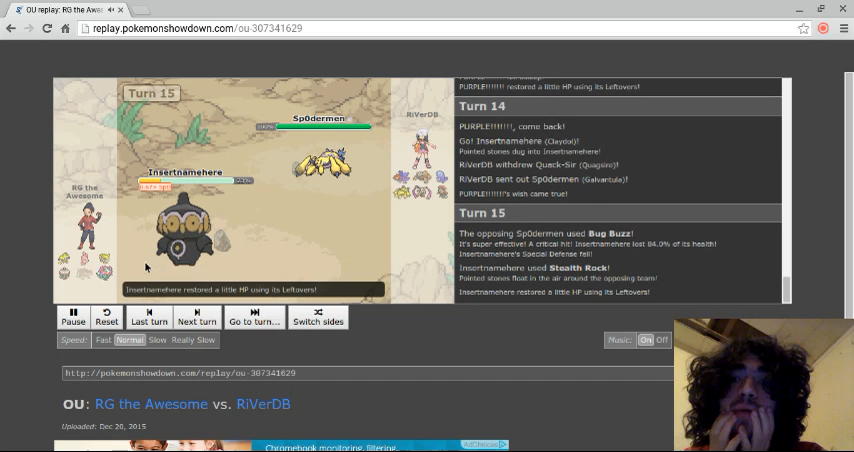 OU replay: RG the Awes
replay.pokemonshowdown.com/ou-307341629
Turn 15
Sp0dermen
100%
Insertnamehere
RG the
Awesome
RiVerDB
Insertnamehere restored a little HP using its Leftovers!
PURPLE!!!!!!! restored a little HP using its Leftovers!
Turn 14
PURPLE!!!!!!!, come back!
Go! Insertnamehere (Claydol)!
Pointed stones dug into Insertnamehere!
RiVerDB withdrew Quack-Sir (Quagsire)!
RiVerDB sent out Sp0dermen (Galvantula)!
PURPLE!!!!!!!'s wish came true!
Turn 15
The opposing Sp0dermen used Bug Buzz!
It's super effective! A critical hit! Insertnamehere lost 84.0% of its health!
Insertnamehere's Special Defense fell!
Insertnamehere used Stealth Rock!
Pointed stones float in the air around the opposing team!
Insertnamehere restored a little HP using its Leftovers!
Pause Reset Last turn Next turn Go to turn... Switch sides
Speed: Fast Normal Slow Really Slow
Music: On Off
http://pokemonshowdown.com/replay/ou-307341629
OU: RG the Awesome vs. RiVerDB
Uploaded: Dec 20, 2015
Chromebook monitoring, filtering,
AdChoices